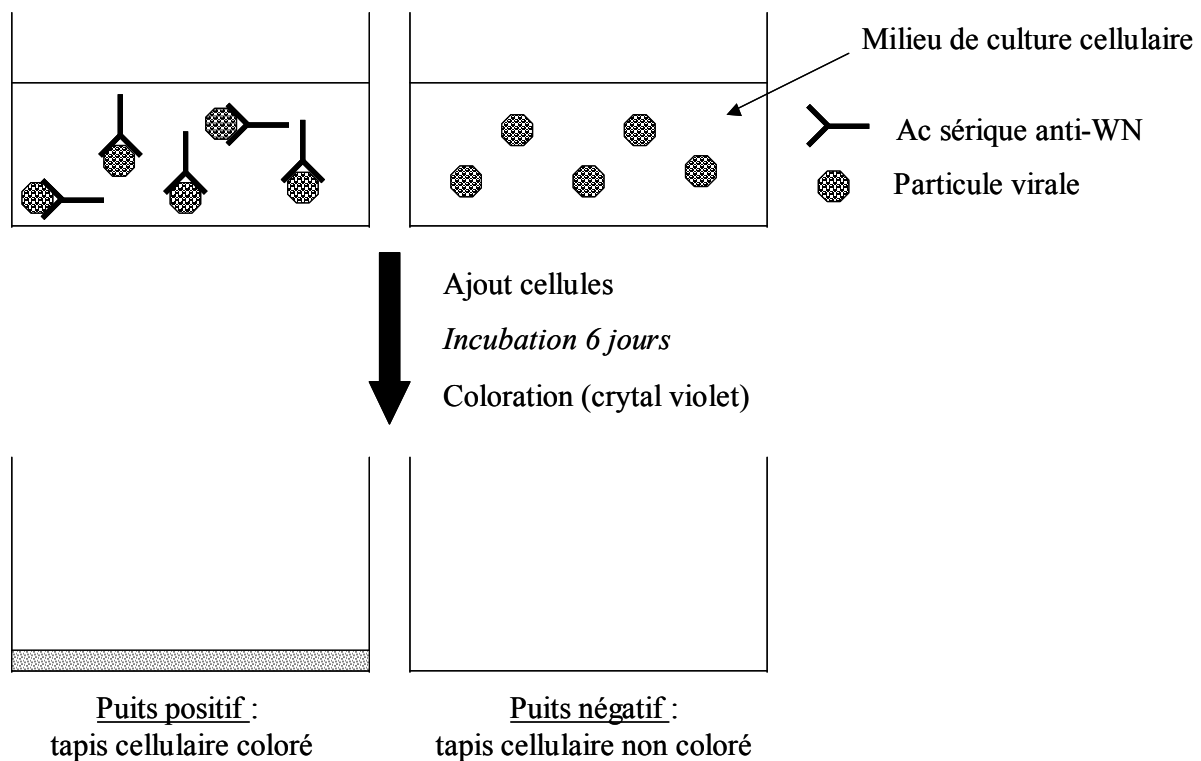 Milieu de culture cellulaire
Ac sérique anti-WN
Particule virale
Ajout cellules
Incubation 6 jours
Coloration (crytal violet)
Puits positif :
tapis cellulaire coloré
Puits négatif :
tapis cellulaire non coloré